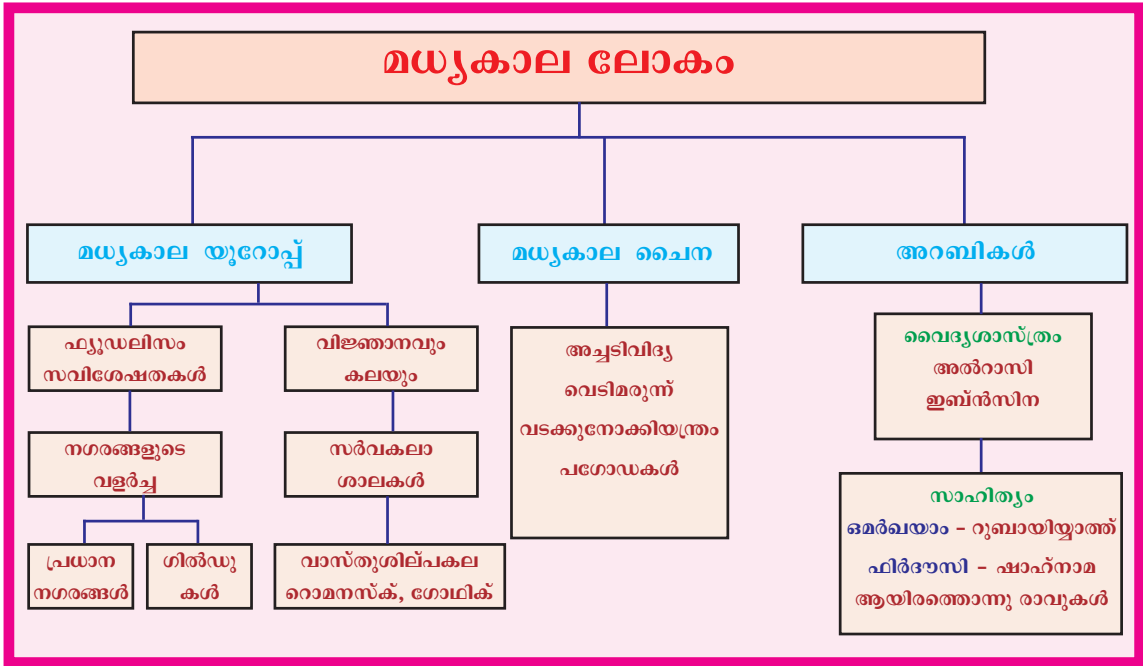 മധ്യകാല ലോകം
മധ്യകാല യൂറോപ്പ്
മധ്യകാല ചൈന
അറബികൾ
ഫ്യൂഡലിസം
സവിശേഷതകൾ
വിജ്ഞാനവും
കലയും
നഗരങ്ങളുടെ
വളർച്ച
സർവകലാ
ശാലകൾ
പ്രധാന
നഗരങ്ങൾ
ഗിൽഡു
കൾ
വാസ്തുശില്പകല
റൊമനസ്ക്, ഗോഥിക്
അച്ചടിവിദ്യ
വെടിമരുന്ന്
വടക്കുനോക്കിയന്ത്രം
പഗോഡകൾ
വൈദ്യശാസ്ത്രം
അൽറാസി
ഇബ്ൻസിന
സാഹിത്യം
ഒമർഖയാം - റുബായിയ്യാത്ത്
ഫിർദൗസി - ഷാഹ്നാമ
ആയിരത്തൊന്നു രാവുകൾ